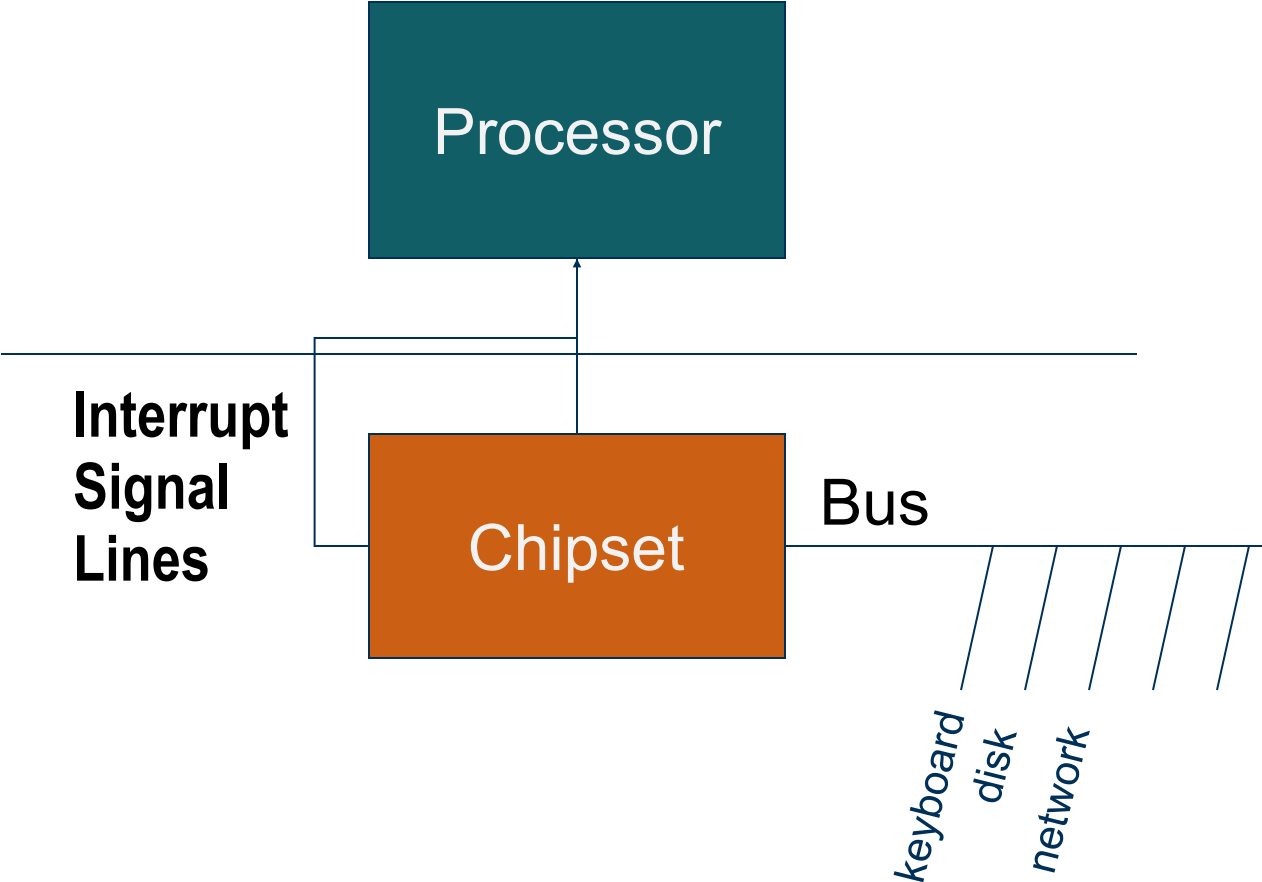 Processor
Interrupt
Signal
Lines
Chipset
Bus
keyboard
disk
network